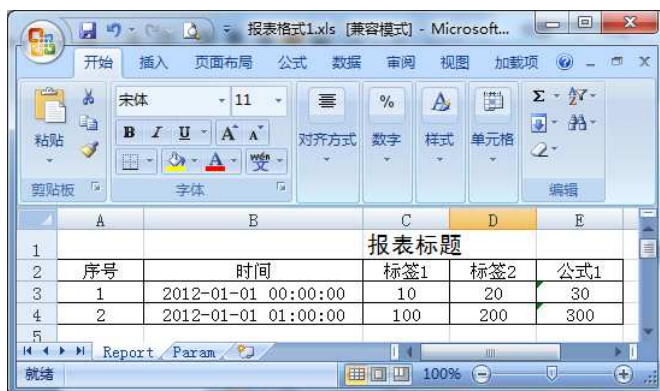 报表格式1.xls [兼容模式] - Microsoft...
开始 插入 页面布局 公式 数据 审阅 视图 加载项
宋体 11
粘贴 B I U A A 对齐方式 数字 样式 单元格
% A Σ
A wén 变
剪贴板 字体 编辑
A B C D E
1 报表标题
2 序号 时间 标签1 标签2 公式1
3 1 2012-01-01 00:00:00 10 20 30
4 2 2012-01-01 01:00:00 100 200 300
5
Report Param
就绪 100%